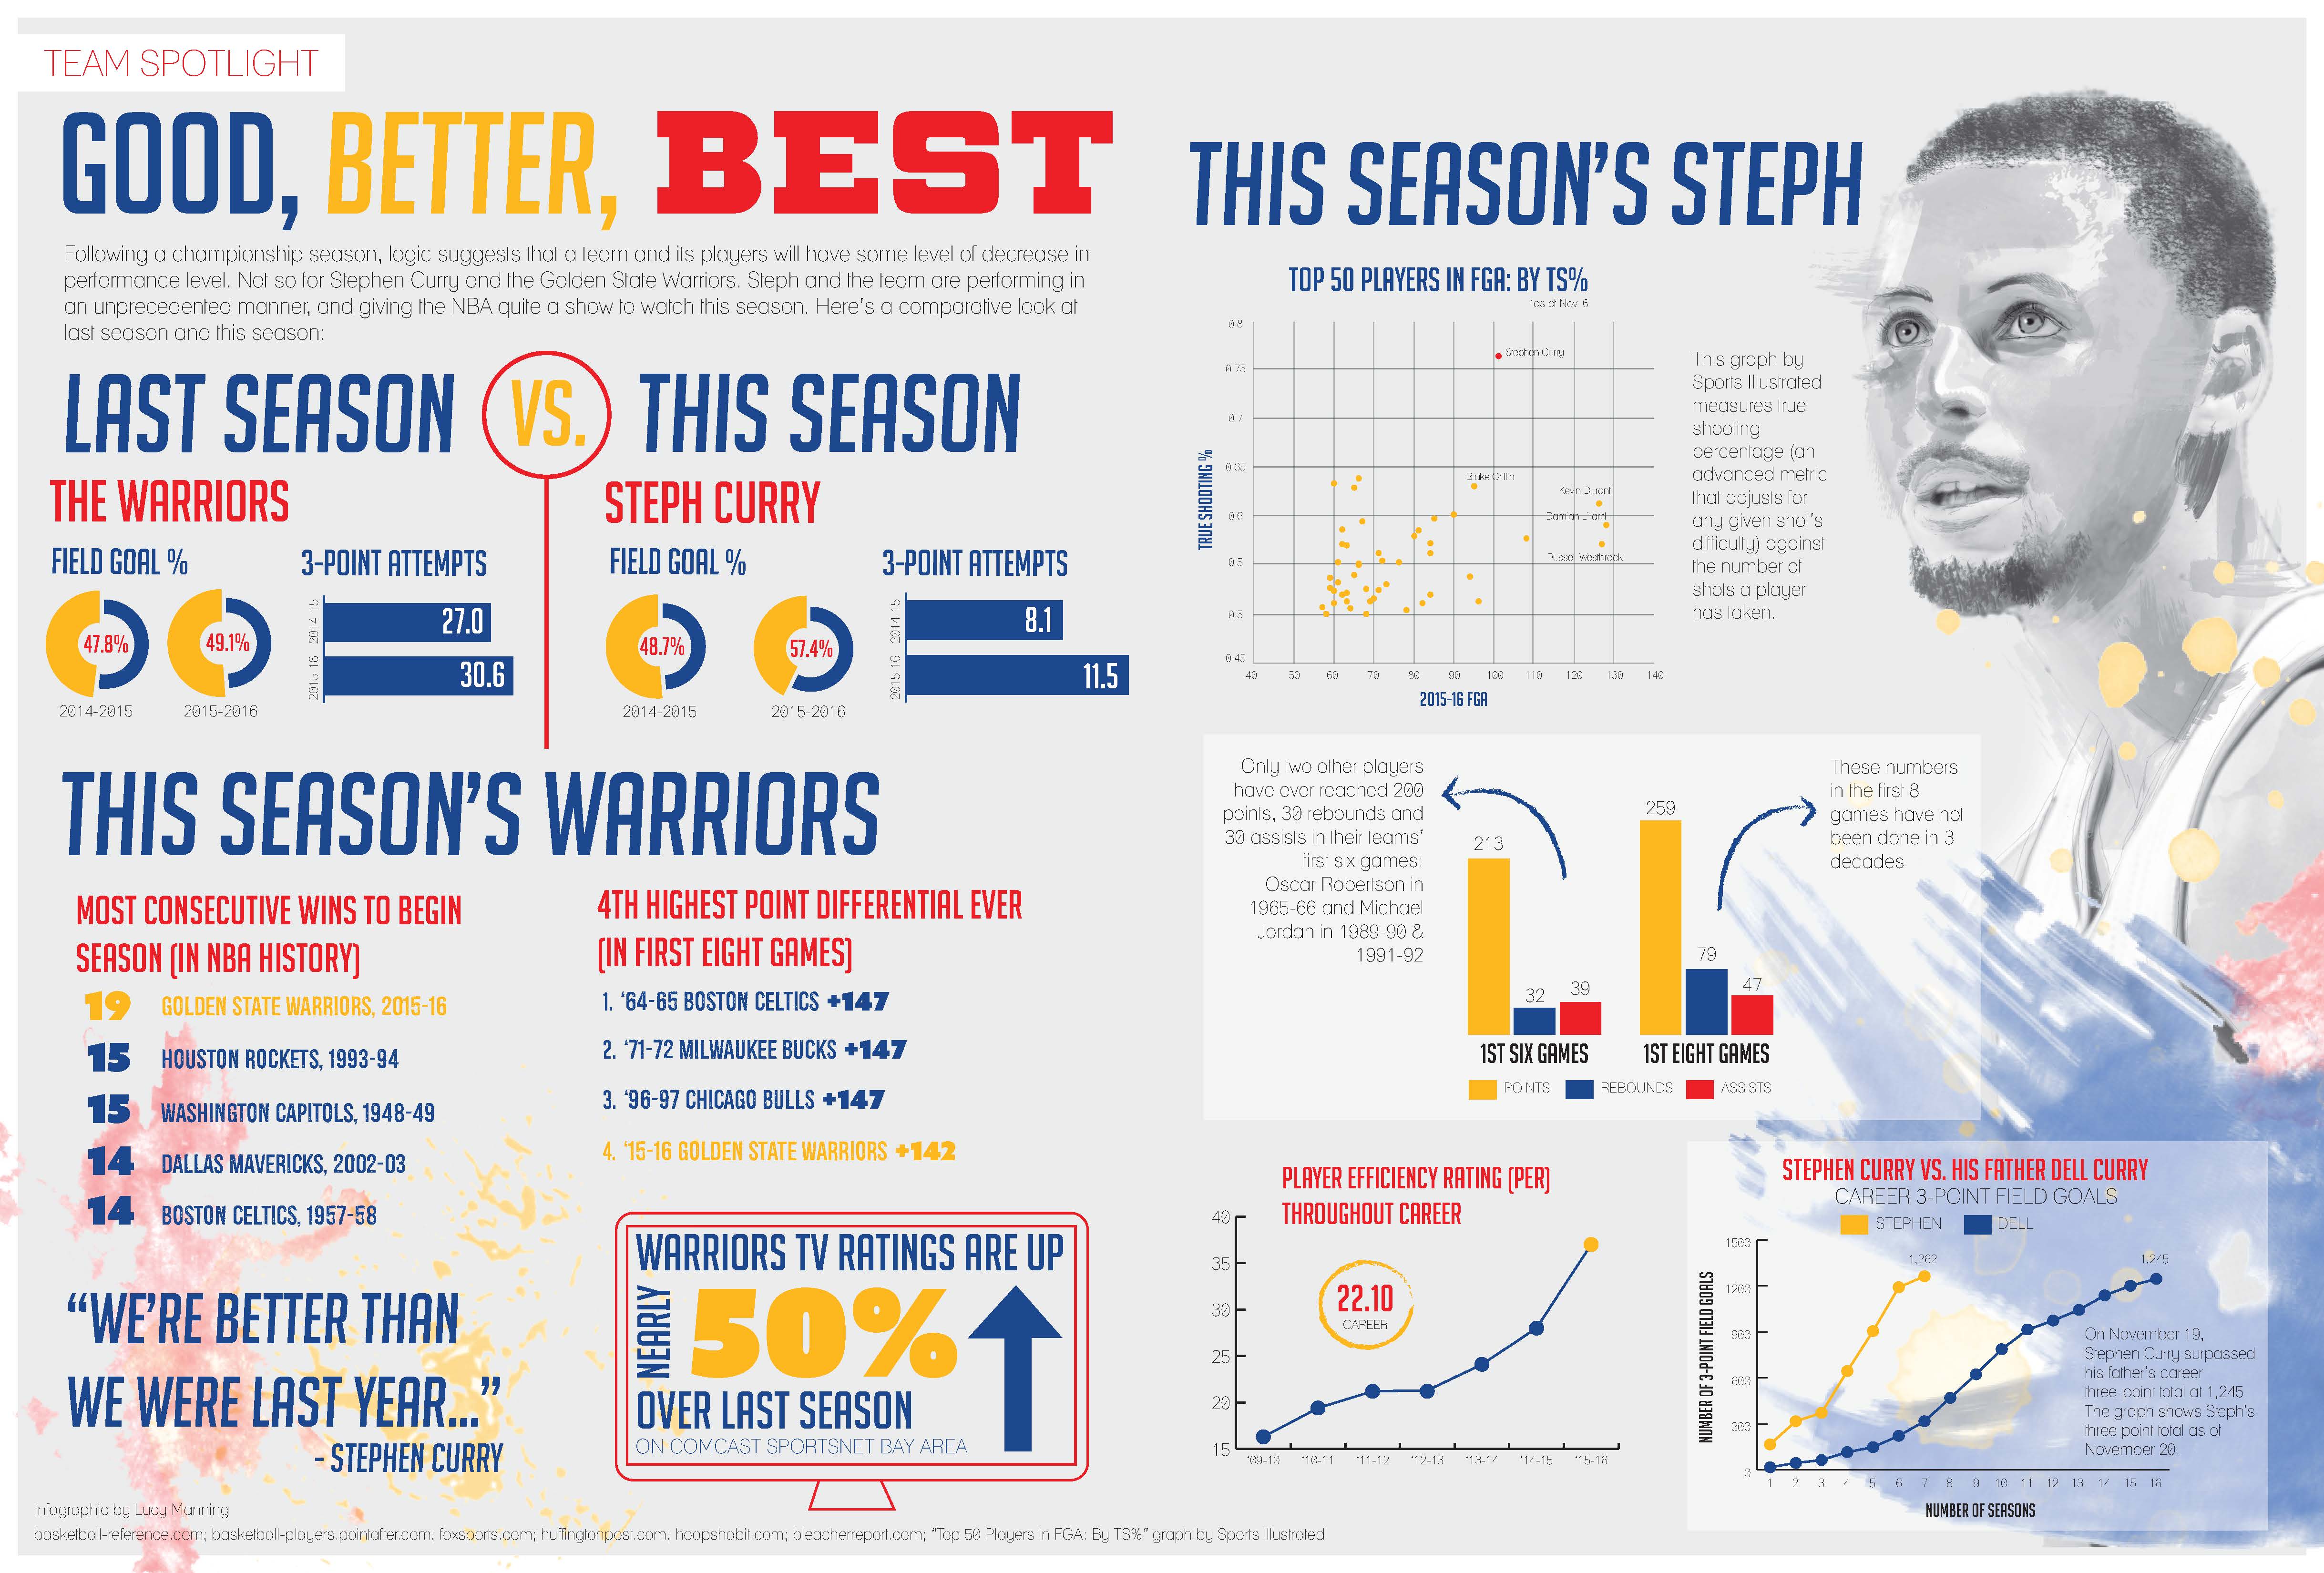 TEAM SPOTLIGHT
GOOD, BETTER, BEST
Following a championship season, logic suggests that a team and its players will have some level of decrease in
performance level. Not so for Stephen Curry and the Golden State Warriors. Steph and the team are performing in
an unprecedented manner, and giving the NBA quite a show to watch this season. Here's a comparative look at
last season and this season:
LAST SEASON VS. THIS SEASON
THE WARRIORS
FIELD GOAL %
47.8%
49.1%
2014-2015
2015-2016
3-POINT ATTEMPTS
2014 15
27.0
2015 16
30.6
STEPH CURRY
FIELD GOAL %
48.7%
57.4%
2014-2015
2015-2016
3-POINT ATTEMPTS
2014 15
8.1
2015 16
11.5
THIS SEASON'S WARRIORS
MOST CONSECUTIVE WINS TO BEGIN
SEASON (IN NBA HISTORY)
19 GOLDEN STATE WARRIORS, 2015-16
15 HOUSTON ROCKETS, 1993-94
15 WASHINGTON CAPITOLS, 1948-49
14 DALLAS MAVERICKS, 2002-03
14 BOSTON CELTICS, 1957-58
"WE'RE BETTER THAN
WE WERE LAST YEAR..."
- STEPHEN CURRY
4TH HIGHEST POINT DIFFERENTIAL EVER
(IN FIRST EIGHT GAMES)
1. '64-65 BOSTON CELTICS +147
2. '71-72 MILWAUKEE BUCKS +147
3. '96-97 CHICAGO BULLS +147
4. '15-16 GOLDEN STATE WARRIORS +142
WARRIORS TV RATINGS ARE UP
NEARLY
50%
OVER LAST SEASON
ON COMCAST SPORTSNET BAY AREA
infographic by Lucy Manning
basketball-reference.com; basketball-players.pointafter.com; foxsports.com; huffingtonpost.com; hoopshabit.com; bleacherreport.com; "Top 50 Players in FGA: By TS%" graph by Sports Illustrated
THIS SEASON'S STEPH
TOP 50 PLAYERS IN FGA: BY TS%
*as of Nov. 6
TRUE SHOOTING %
0.8
0.75
0.7
0.65
0.6
0.5
0.5
0.45
Stephen Curry
Blake Griffin
Kevin Durant
Russel Westbrook
40 50 60 70 80 90 100 110 120 130 140
2015-16 FGA
This graph by
Sports Illustrated
measures true
shooting
percentage (an
advanced metric
that adjusts for
any given shot's
difficulty) against
the number of
shots a player
has taken.
Only two other players
have ever reached 200
points, 30 rebounds and
30 assists in their teams'
first six games:
Oscar Robertson in
1965-66 and Michael
Jordan in 1989-90 &
1991-92
213
32
39
1ST SIX GAMES
259
79
47
1ST EIGHT GAMES
PO NTS REBOUNDS ASS STS
These numbers
in the first 8
games have not
been done in 3
decades
PLAYER EFFICIENCY RATING (PER)
THROUGHOUT CAREER
40
35
30
25
20
15
22.10
CAREER
'09-10 '10-11 '11-12 '12-13 '13-1/ '1/-15 '15-16
STEPHEN CURRY VS. HIS FATHER DELL CURRY
CAREER 3-POINT FIELD GOALS
STEPHEN DELL
NUMBER OF 3-POINT FIELD GOALS
1500
1200
900
600
300
0
1,262
1,2/5
On November 19,
Stephen Curry surpassed
his father's career
three-point total at 1,245.
The graph shows Steph's
three point total as of
November 20.
1 2 3 / 5 6 7 8 9 10 11 12 13 1/ 15 16
NUMBER OF SEASONS